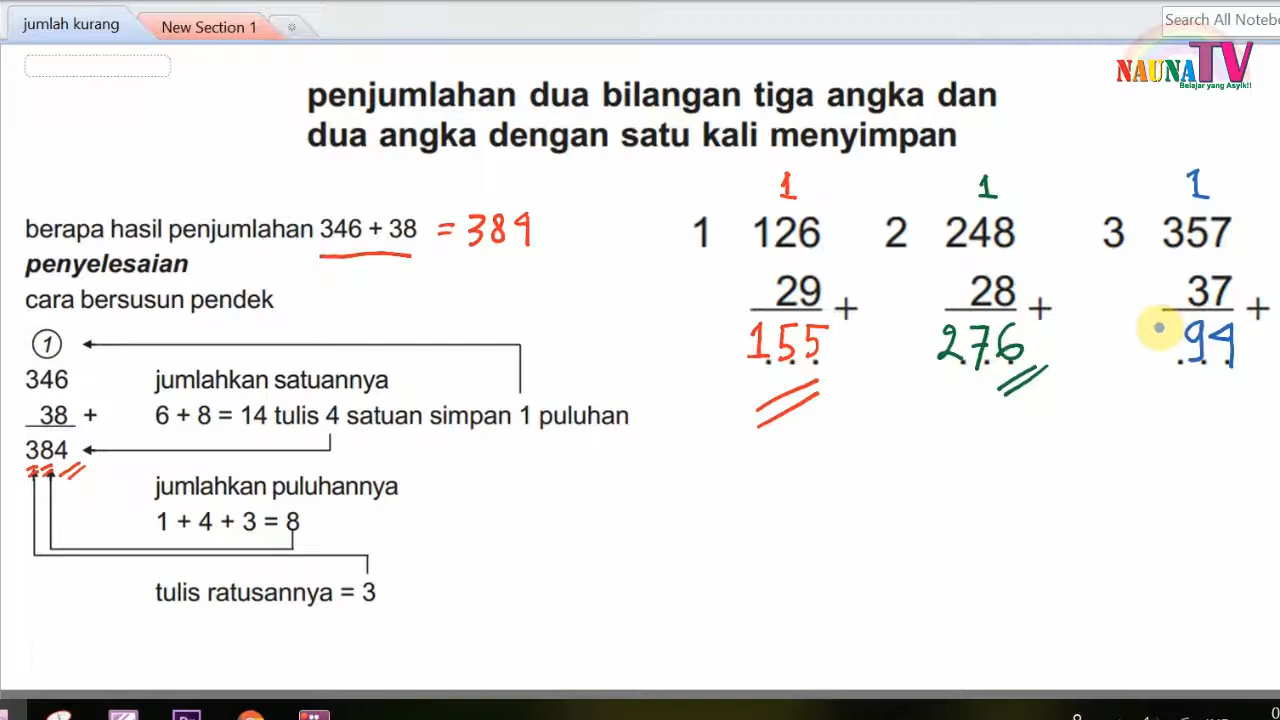 jumlah kurang
New Section 1
Search All Notebo
NAUNA TV
Belajar yang Asyik!!
penjumlahan dua bilangan tiga angka dan
dua angka dengan satu kali menyimpan
berapa hasil penjumlahan 346 + 38 = 384
penyelesaian
cara bersusun pendek
1
346 jumlahkan satuannya
38 + 6 + 8 = 14 tulis 4 satuan simpan 1 puluhan
384
jumlahkan puluhannya
1 + 4 + 3 = 8
tulis ratusannya = 3
1
1 126
29 +
155
. . .
1
2 248
28 +
276
. . .
1
3 357
37 +
94
. . .